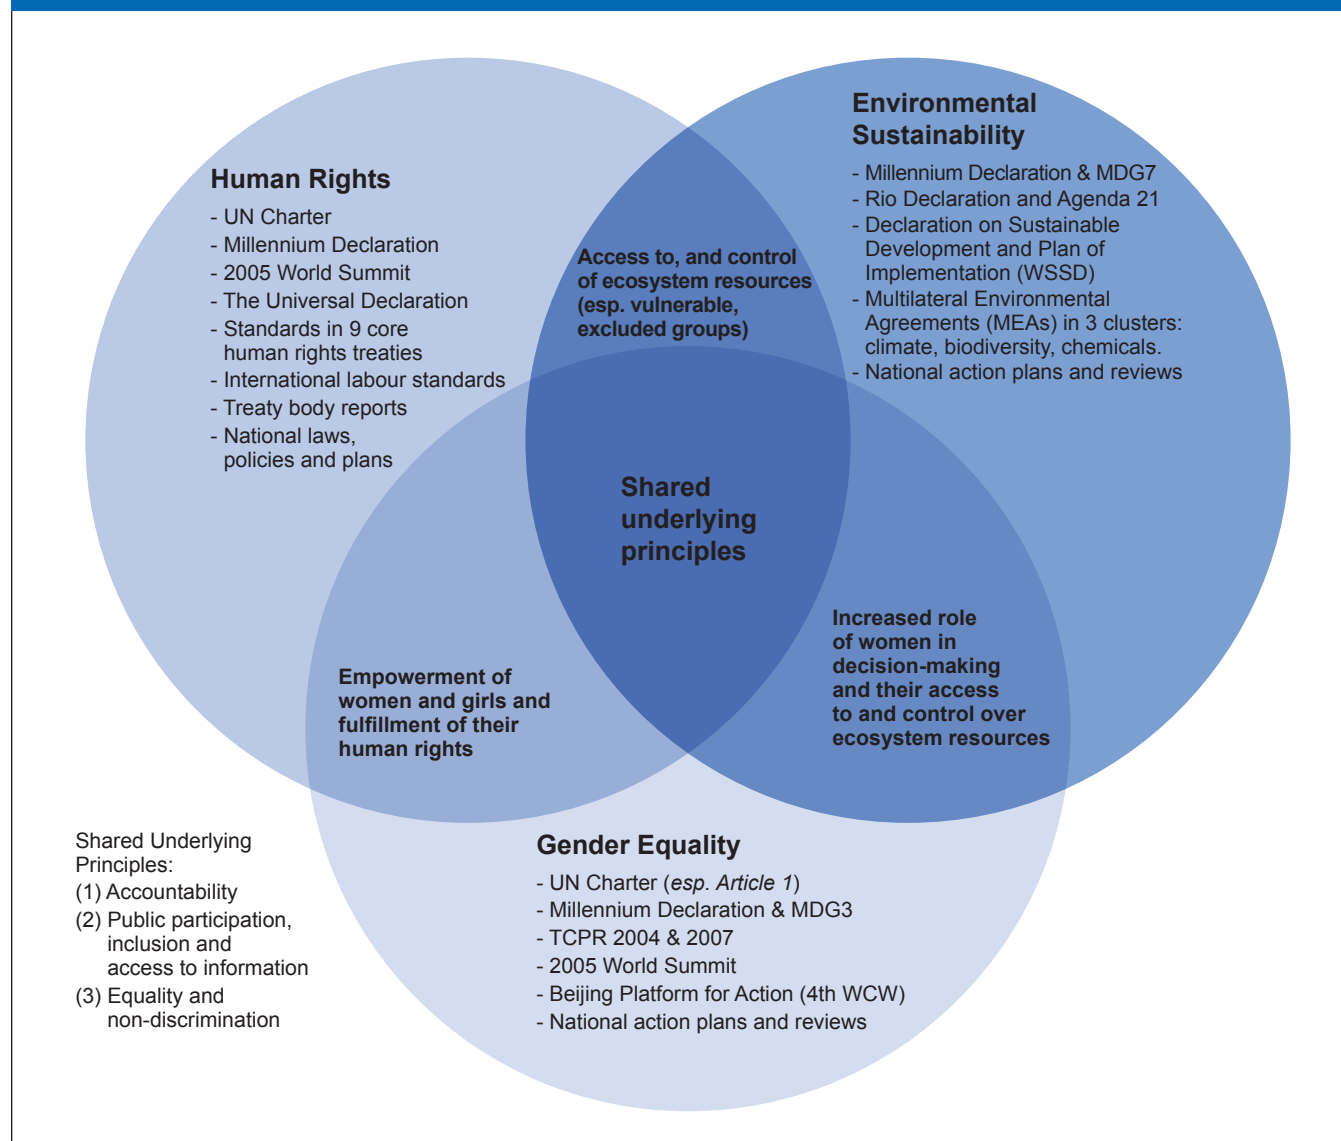 Human Rights
- UN Charter
- Millennium Declaration
- 2005 World Summit
- The Universal Declaration
- Standards in 9 core
human rights treaties
- International labour standards
- Treaty body reports
- National laws,
policies and plans
Environmental
Sustainability
- Millennium Declaration & MDG7
- Rio Declaration and Agenda 21
- Declaration on Sustainable
Development and Plan of
Implementation (WSSD)
- Multilateral Environmental
Agreements (MEAs) in 3 clusters:
climate, biodiversity, chemicals.
- National action plans and reviews
Access to, and control
of ecosystem resources
(esp. vulnerable,
excluded groups)
Shared
underlying
principles
Empowerment of
women and girls and
fulfillment of their
human rights
Increased role
of women in
decision-making
and their access
to and control over
ecosystem resources
Gender Equality
- UN Charter (esp. Article 1)
- Millennium Declaration & MDG3
- TCPR 2004 & 2007
- 2005 World Summit
- Beijing Platform for Action (4th WCW)
- National action plans and reviews
Shared Underlying
Principles:
(1) Accountability
(2) Public participation,
inclusion and
access to information
(3) Equality and
non-discrimination